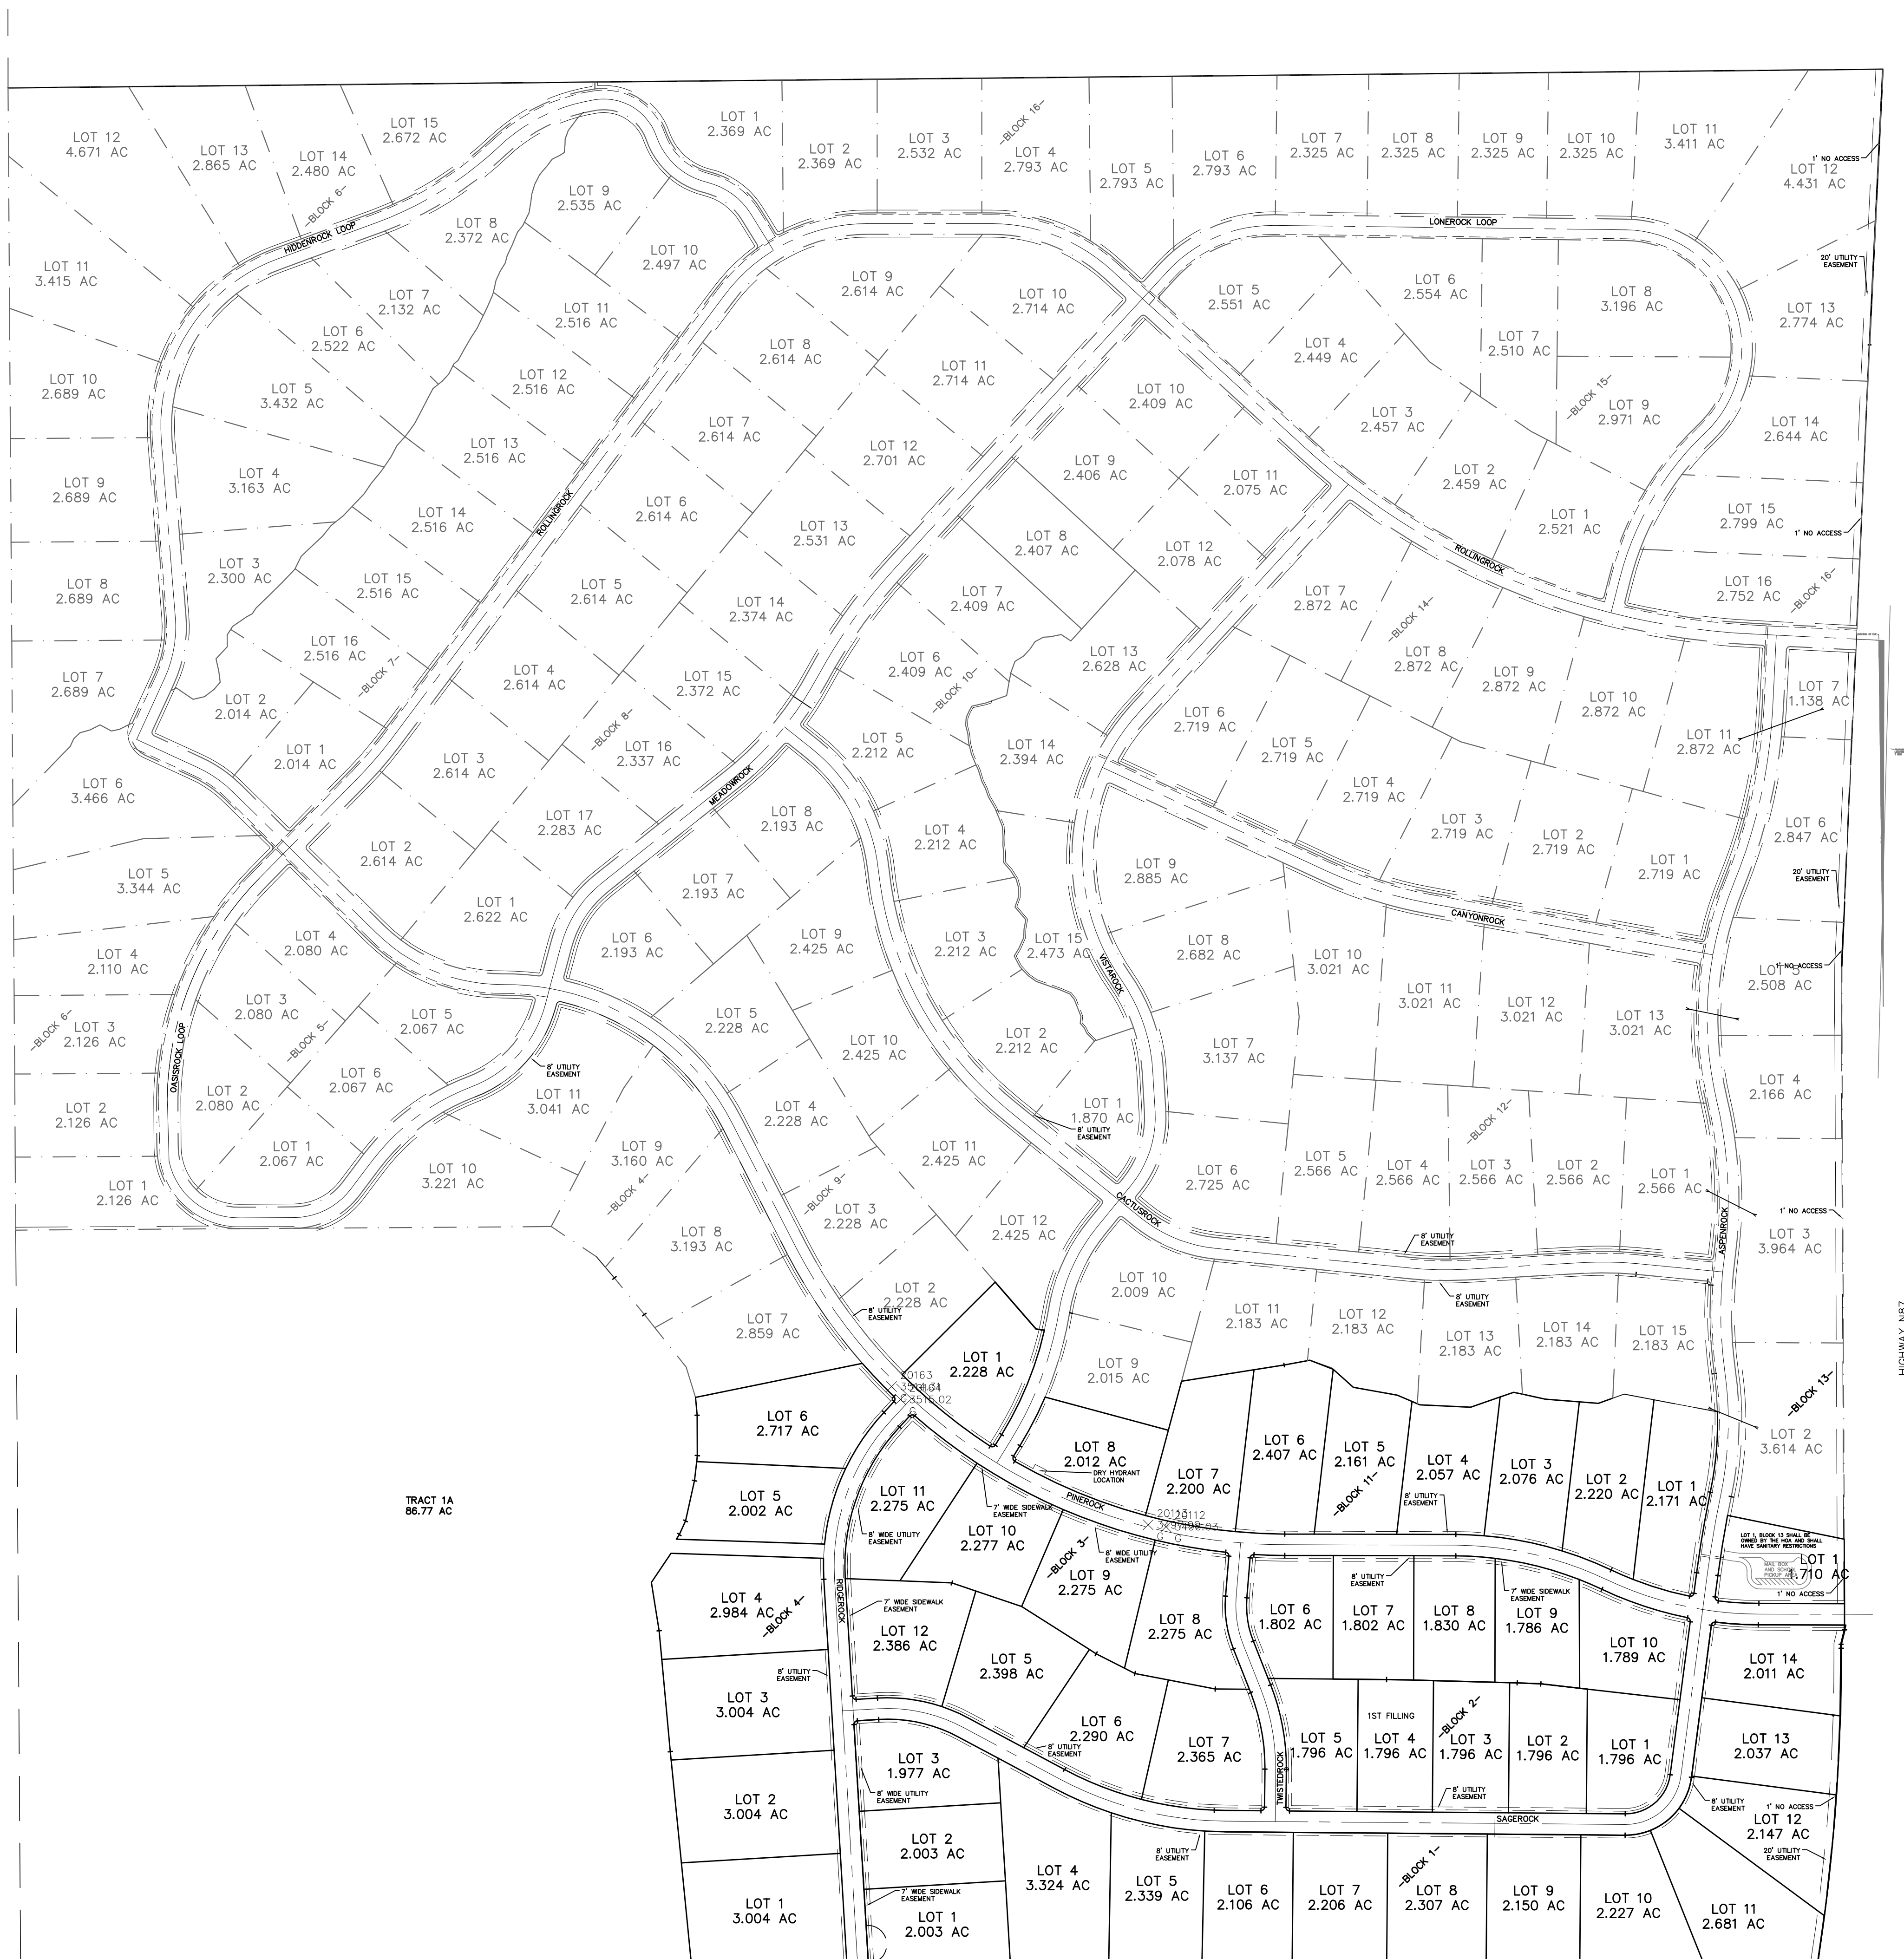 LOT 12
4.671 AC
LOT 13
2.865 AC
LOT 14
2.480 AC
LOT 15
2.672 AC
-BLOCK 6-
HIDDENROCK LOOP
LOT 1
2.369 AC
LOT 2
2.369 AC
LOT 3
2.532 AC
-BLOCK 16-
LOT 4
2.793 AC
LOT 5
2.793 AC
LOT 6
2.793 AC
LOT 7
2.325 AC
LOT 8
2.325 AC
LOT 9
2.325 AC
LOT 10
2.325 AC
LOT 11
3.411 AC
1' NO ACCESS
LOT 12
4.431 AC
LONEROCK LOOP
20' UTILITY
EASEMENT
LOT 11
3.415 AC
LOT 10
2.689 AC
LOT 9
2.689 AC
LOT 8
2.689 AC
LOT 7
2.689 AC
LOT 6
3.466 AC
LOT 5
3.344 AC
LOT 4
2.110 AC
-BLOCK 6-
LOT 3
2.126 AC
LOT 2
2.126 AC
LOT 1
2.126 AC
LOT 9
2.535 AC
LOT 8
2.372 AC
LOT 10
2.497 AC
LOT 7
2.132 AC
LOT 11
2.516 AC
LOT 6
2.522 AC
LOT 12
2.516 AC
LOT 5
3.432 AC
LOT 13
2.516 AC
LOT 4
3.163 AC
LOT 14
2.516 AC
LOT 3
2.300 AC
LOT 15
2.516 AC
LOT 16
2.516 AC
-BLOCK 7-
LOT 2
2.014 AC
LOT 1
2.014 AC
ROLLINGROCK
LOT 9
2.614 AC
LOT 10
2.714 AC
LOT 8
2.614 AC
LOT 11
2.714 AC
LOT 7
2.614 AC
LOT 12
2.701 AC
LOT 6
2.614 AC
LOT 13
2.531 AC
LOT 5
2.614 AC
LOT 14
2.374 AC
LOT 4
2.614 AC
LOT 15
2.372 AC
-BLOCK 8-
LOT 16
2.337 AC
LOT 3
2.614 AC
LOT 17
2.283 AC
LOT 2
2.614 AC
LOT 1
2.622 AC
MEADOWROCK
LOT 5
2.551 AC
LOT 6
2.554 AC
LOT 8
3.196 AC
LOT 4
2.449 AC
LOT 7
2.510 AC
-BLOCK 15-
LOT 3
2.457 AC
LOT 9
2.971 AC
LOT 2
2.459 AC
LOT 1
2.521 AC
ROLLINGROCK
LOT 13
2.774 AC
LOT 14
2.644 AC
LOT 15
2.799 AC
1' NO ACCESS
LOT 16
2.752 AC
-BLOCK 16-
LOT 10
2.409 AC
LOT 9
2.406 AC
LOT 11
2.075 AC
LOT 8
2.407 AC
LOT 12
2.078 AC
LOT 7
2.409 AC
LOT 13
2.628 AC
LOT 6
2.409 AC
-BLOCK 10-
LOT 5
2.212 AC
LOT 14
2.394 AC
LOT 4
2.212 AC
LOT 3
2.212 AC
LOT 15
2.473 AC
LOT 2
2.212 AC
LOT 1
1.870 AC
8' UTILITY
EASEMENT
VISTAROCK
LOT 7
2.872 AC
-BLOCK 14-
LOT 8
2.872 AC
LOT 9
2.872 AC
LOT 10
2.872 AC
LOT 11
2.872 AC
LOT 6
2.719 AC
LOT 5
2.719 AC
LOT 4
2.719 AC
LOT 3
2.719 AC
LOT 2
2.719 AC
LOT 1
2.719 AC
CANYONROCK
LOT 7
1.138 AC
LOT 6
2.847 AC
20' UTILITY
EASEMENT
1' NO ACCESS
LOT 5
2.508 AC
LOT 4
2.166 AC
1' NO ACCESS
LOT 3
3.964 AC
HIGHWAY N87
-BLOCK 13-
LOT 2
3.614 AC
ASPENROCK
LOT 9
2.885 AC
LOT 8
2.682 AC
LOT 10
3.021 AC
LOT 11
3.021 AC
LOT 12
3.021 AC
LOT 13
3.021 AC
LOT 7
3.137 AC
-BLOCK 12-
LOT 6
2.725 AC
LOT 5
2.566 AC
LOT 4
2.566 AC
LOT 3
2.566 AC
LOT 2
2.566 AC
LOT 1
2.566 AC
8' UTILITY
EASEMENT
CACTUSROCK
LOT 4
2.080 AC
LOT 3
2.080 AC
LOT 5
2.067 AC
-BLOCK 5-
LOT 6
2.067 AC
LOT 2
2.080 AC
LOT 1
2.067 AC
OASISROCK LOOP
8' UTILITY
EASEMENT
LOT 11
3.041 AC
LOT 10
3.221 AC
LOT 9
3.160 AC
-BLOCK 4-
LOT 8
3.193 AC
LOT 7
2.859 AC
LOT 8
2.193 AC
LOT 7
2.193 AC
LOT 6
2.193 AC
LOT 9
2.425 AC
LOT 5
2.228 AC
LOT 10
2.425 AC
LOT 4
2.228 AC
LOT 11
2.425 AC
-BLOCK 9-
LOT 3
2.228 AC
LOT 12
2.425 AC
LOT 2
2.228 AC
8' UTILITY
EASEMENT
LOT 1
2.228 AC
20163
LOT 10
2.009 AC
LOT 9
2.015 AC
LOT 11
2.183 AC
LOT 12
2.183 AC
8' UTILITY
EASEMENT
LOT 13
2.183 AC
LOT 14
2.183 AC
LOT 15
2.183 AC
LOT 8
2.012 AC
DRY HYDRANT
LOCATION
LOT 7
2.200 AC
LOT 6
2.407 AC
LOT 5
2.161 AC
-BLOCK 11-
LOT 4
2.057 AC
8' UTILITY
EASEMENT
LOT 3
2.076 AC
LOT 2
2.220 AC
LOT 1
2.171 AC
PINEROCK
LOT 1, BLOCK 13 SHALL BE
OWNED BY THE HOA AND SHALL
HAVE SANITARY RESTRICTIONS
MAIL BOX
AND SCHOOL
LOT 1
1.710 AC
1' NO ACCESS
TRACT 1A
86.77 AC
LOT 6
2.717 AC
LOT 5
2.002 AC
LOT 4
2.984 AC
-BLOCK 4-
8' UTILITY
EASEMENT
LOT 3
3.004 AC
LOT 2
3.004 AC
LOT 1
3.004 AC
RIDGEROCK
LOT 11
2.275 AC
7' WIDE SIDEWALK
EASEMENT
8' WIDE UTILITY
EASEMENT
LOT 10
2.277 AC
-BLOCK 3-
8' WIDE UTILITY
EASEMENT
LOT 9
2.275 AC
7' WIDE SIDEWALK
EASEMENT
LOT 12
2.386 AC
LOT 8
2.275 AC
LOT 5
2.398 AC
LOT 6
2.290 AC
8' UTILITY
EASEMENT
LOT 7
2.365 AC
TWISTEDROCK
8' UTILITY
EASEMENT
7' WIDE SIDEWALK
EASEMENT
LOT 6
1.802 AC
LOT 7
1.802 AC
LOT 8
1.830 AC
LOT 9
1.786 AC
LOT 10
1.789 AC
1ST FILLING
-BLOCK 2-
LOT 5
1.796 AC
LOT 4
1.796 AC
LOT 3
1.796 AC
LOT 2
1.796 AC
LOT 1
1.796 AC
8' UTILITY
EASEMENT
SAGEROCK
LOT 14
2.011 AC
LOT 13
2.037 AC
8' UTILITY
EASEMENT
1' NO ACCESS
LOT 12
2.147 AC
20' UTILITY
EASEMENT
LOT 3
1.977 AC
8' WIDE UTILITY
EASEMENT
LOT 2
2.003 AC
7' WIDE SIDEWALK
EASEMENT
LOT 1
2.003 AC
8' UTILITY
EASEMENT
-BLOCK 1-
LOT 4
3.324 AC
LOT 5
2.339 AC
LOT 6
2.106 AC
LOT 7
2.206 AC
LOT 8
2.307 AC
LOT 9
2.150 AC
LOT 10
2.227 AC
LOT 11
2.681 AC